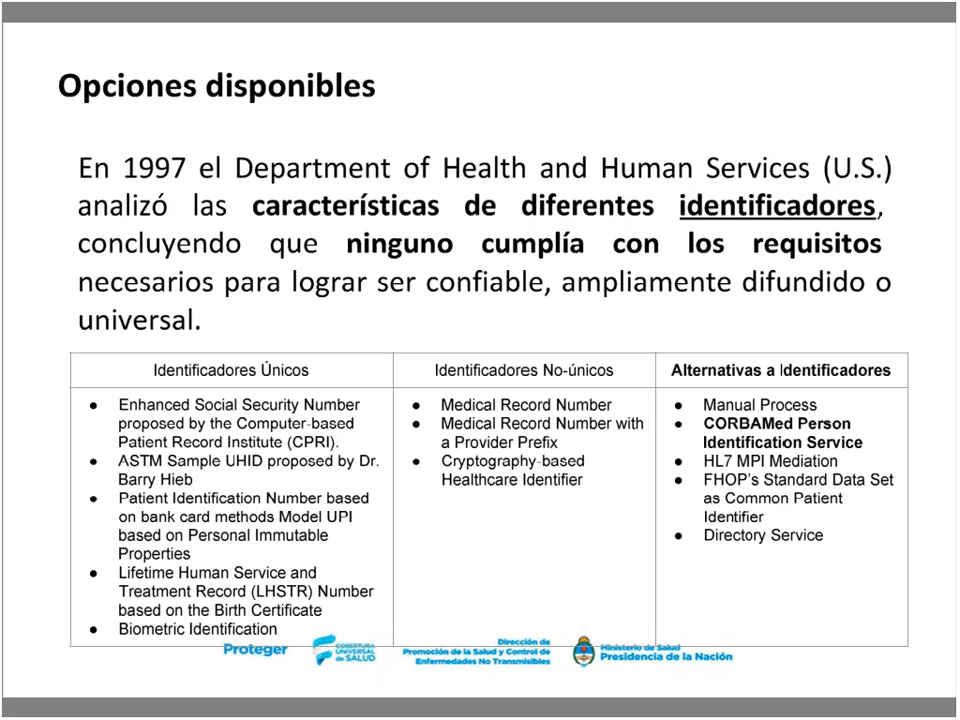 Opciones disponibles
En 1997 el Department of Health and Human Services (U.S.)
analizó las características de diferentes identificadores,
concluyendo que ninguno cumplía con los requisitos
necesarios para lograr ser confiable, ampliamente difundido o
universal.
Identificadores Únicos
● Enhanced Social Security Number
proposed by the Computer-based
Patient Record Institute (CPRI).
● ASTM Sample UHID proposed by Dr.
Barry Hieb
● Patient Identification Number based
on bank card methods Model UPI
based on Personal Immutable
Properties
● Lifetime Human Service and
Treatment Record (LHSTR) Number
based on the Birth Certificate
● Biometric Identification
Identificadores No-únicos
● Medical Record Number
● Medical Record Number with
a Provider Prefix
● Cryptography-based
Healthcare Identifier
Alternativas a Identificadores
● Manual Process
● CORBAMed Person
Identification Service
● HL7 MPI Mediation
● FHOP's Standard Data Set
as Common Patient
Identifier
● Directory Service
Proteger
COBERTURA
UNIVERSAL
de SALUD
Dirección de
Promoción de la Salud y Control de
Enfermedades No Transmisibles
Ministerio de Salud
Presidencia de la Nación